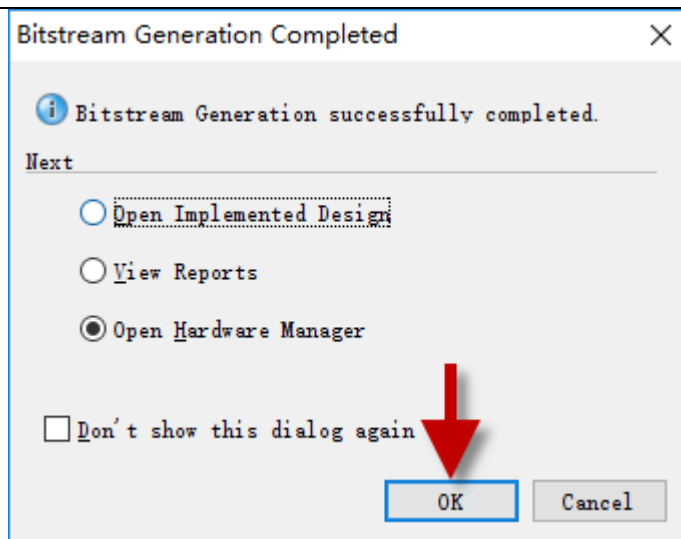 Bitstream Generation Completed
Bitstream Generation successfully completed.
Next
Open Implemented Design
View Reports
Open Hardware Manager
Don't show this dialog again
OK Cancel